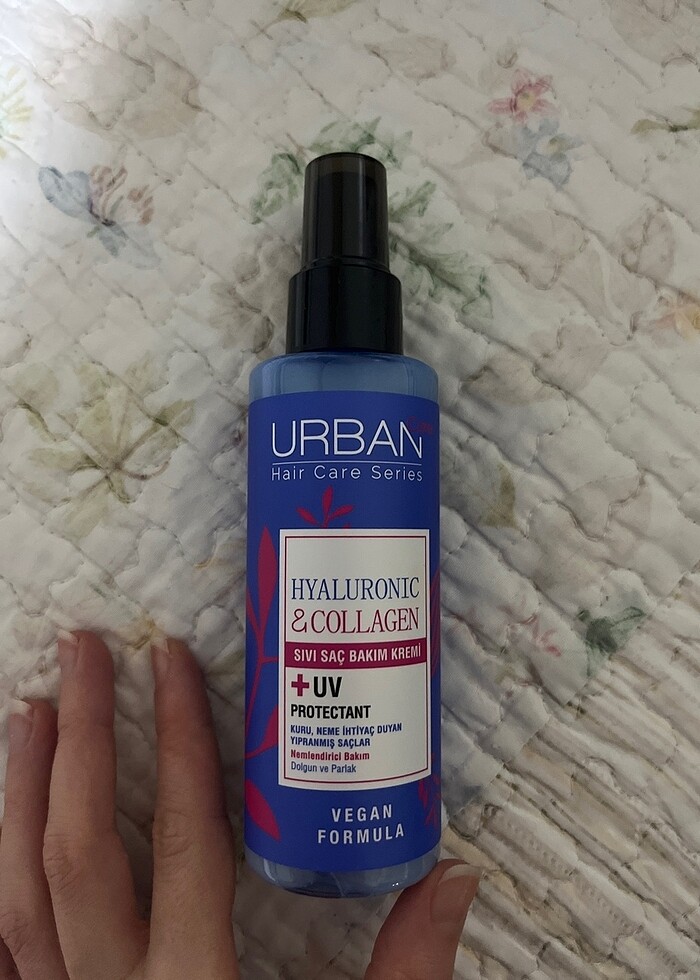 URBAN
Hair Care Series
HYALURONIC
& COLLAGEN
SIVI SAÇ BAKIM KREMİ
+UV
PROTECTANT
KURU, NEME İHTİYAÇ DUYAN
YIPRANMIŞ SAÇLAR
Nemlendirici Bakım
Dolgun ve Parlak
VEGAN
FORMULA